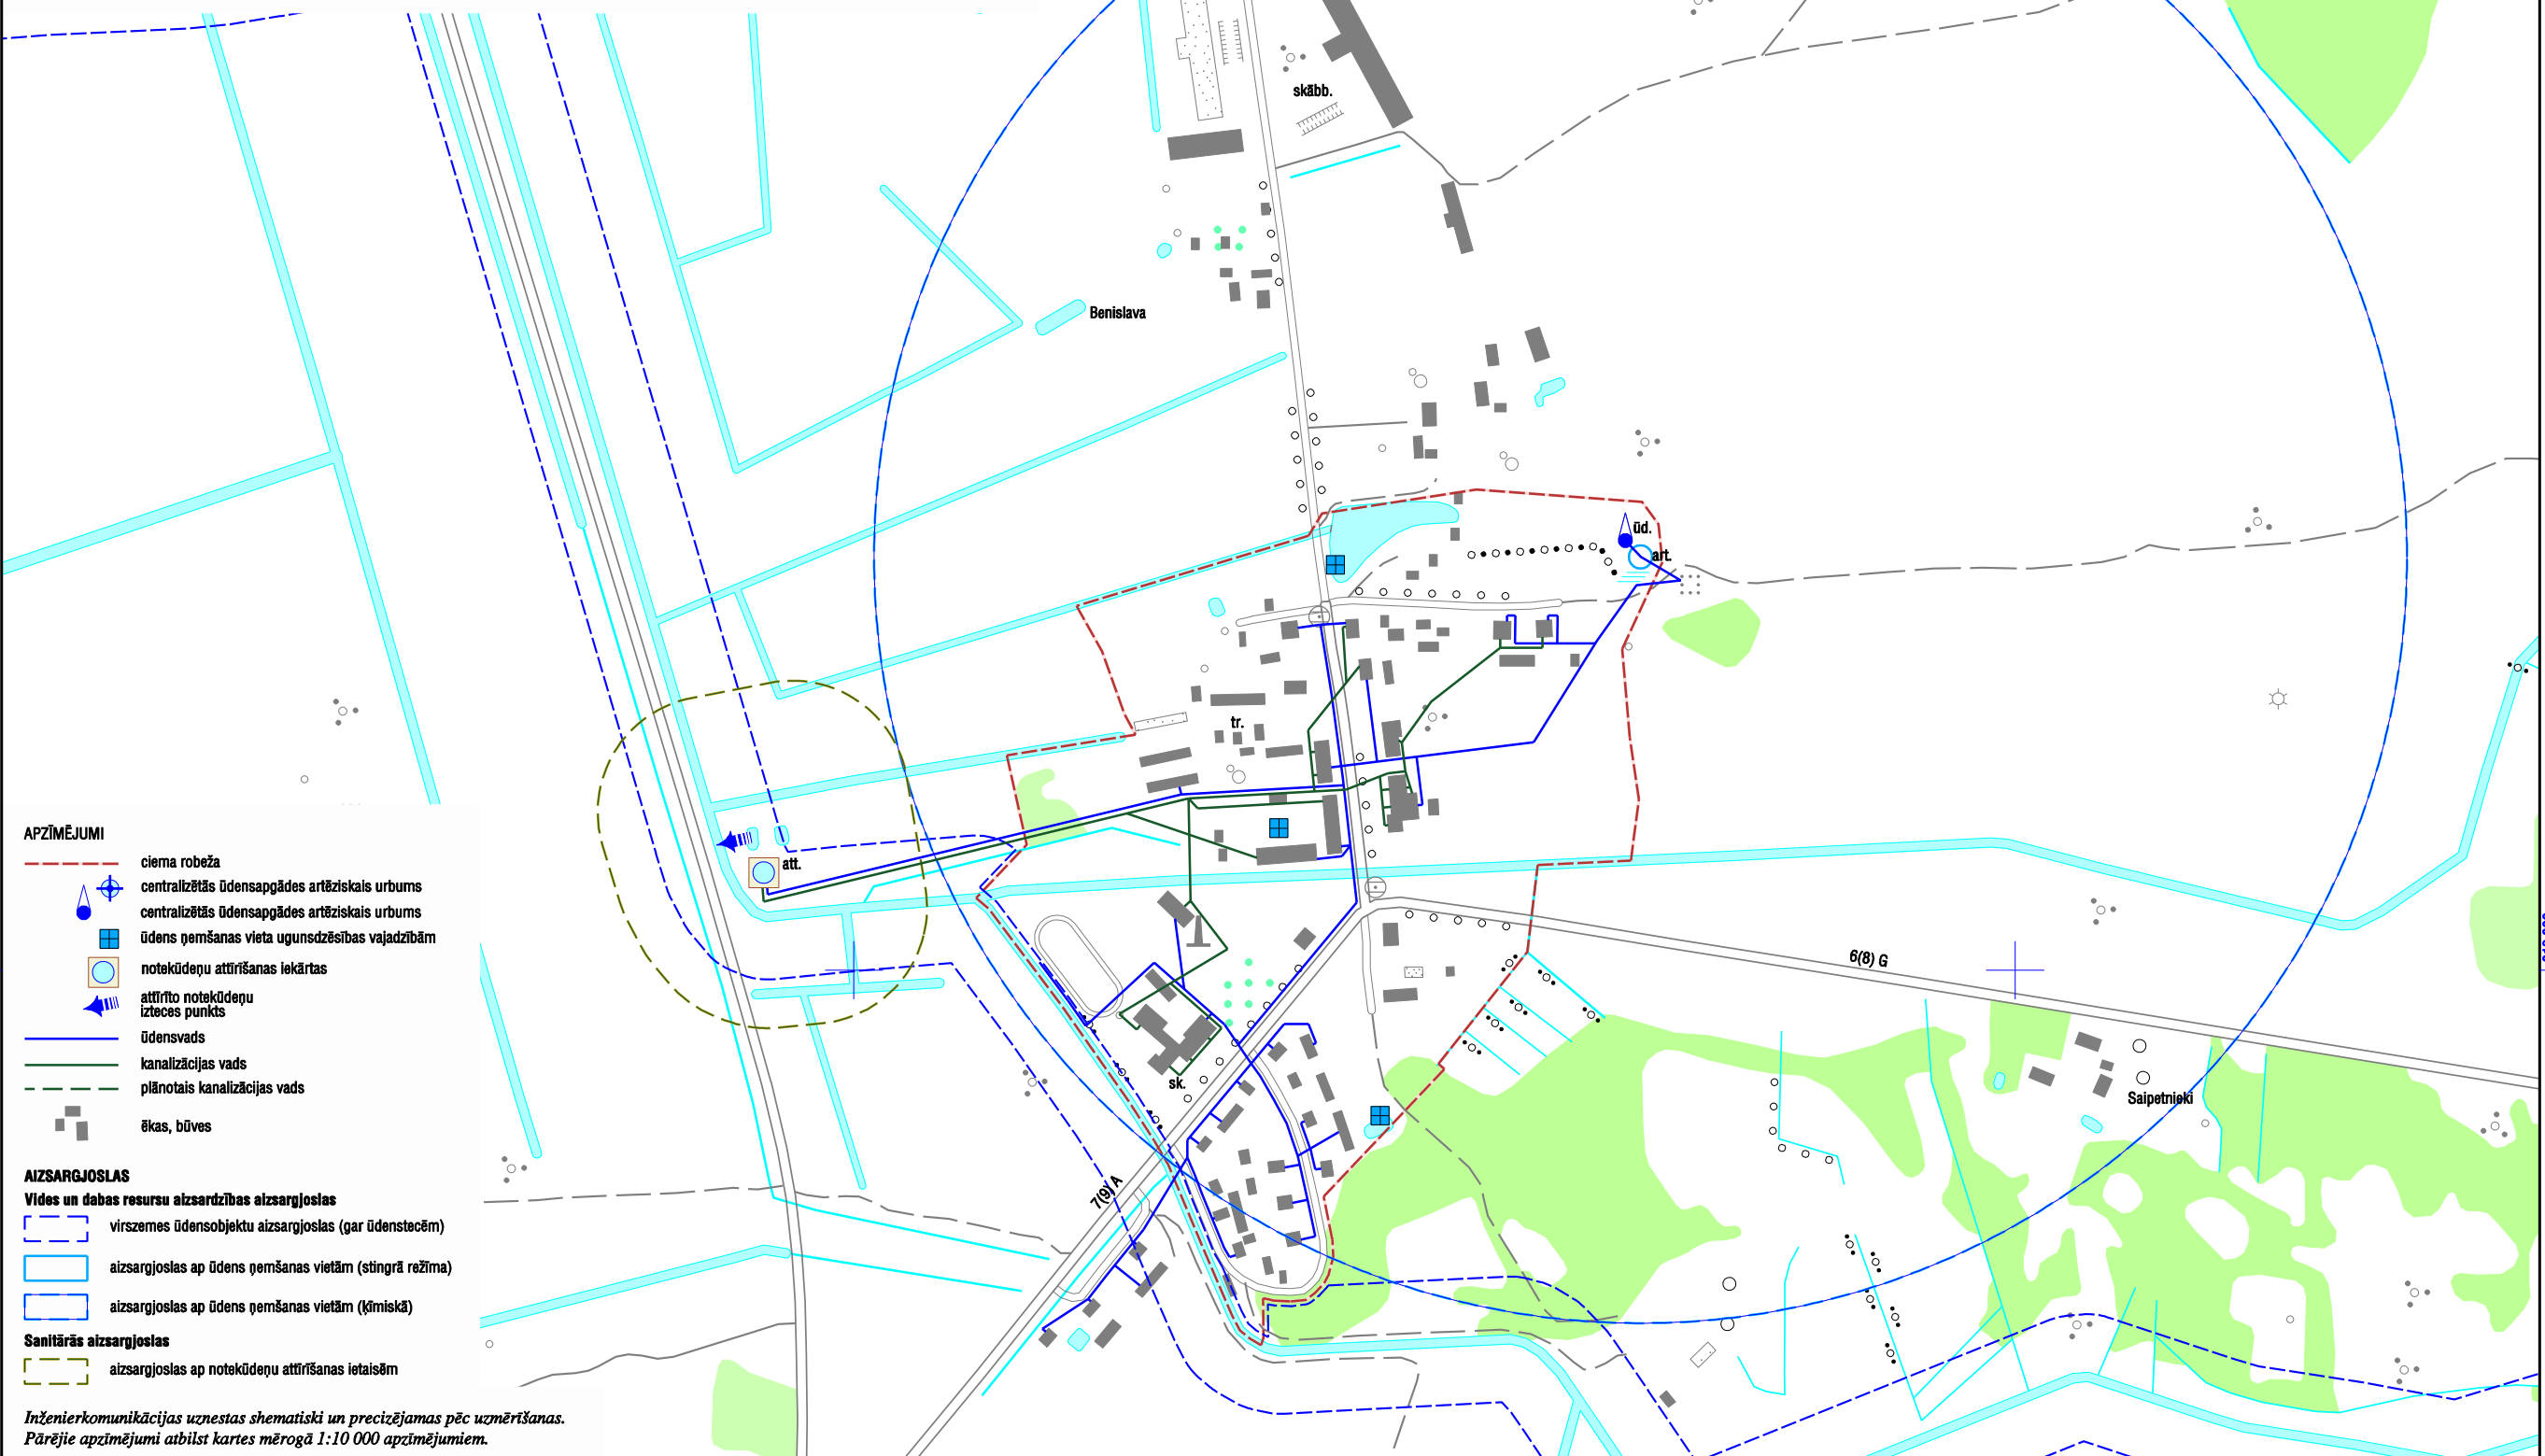 skābb.
Benislava
ūd.
art.
tr.
att.
6(8) G
sk.
Saipetnieki
7(9) A
APZĪMĒJUMI
ciema robeža
centralizētās ūdensapgādes artēziskais urbums
centralizētās ūdensapgādes artēziskais urbums
ūdens ņemšanas vieta ugunsdzēsības vajadzībām
notekūdeņu attīrīšanas iekārtas
attīrīto notekūdeņu
izteces punkts
ūdensvads
kanalizācijas vads
plānotais kanalizācijas vads
ēkas, būves
AIZSARGJOSLAS
Vides un dabas resursu aizsardzības aizsargjoslas
virszemes ūdensobjektu aizsargjoslas (gar ūdenstecēm)
aizsargjoslas ap ūdens ņemšanas vietām (stingrā režīma)
aizsargjoslas ap ūdens ņemšanas vietām (ķīmiskā)
Sanitārās aizsargjoslas
aizsargjoslas ap notekūdeņu attīrīšanas ietaisēm
Inženierkomunikācijas uznestas shematiski un precizējamas pēc uzmērīšanas.
Pārējie apzīmējumi atbilst kartes mērogā 1:10 000 apzīmējumiem.